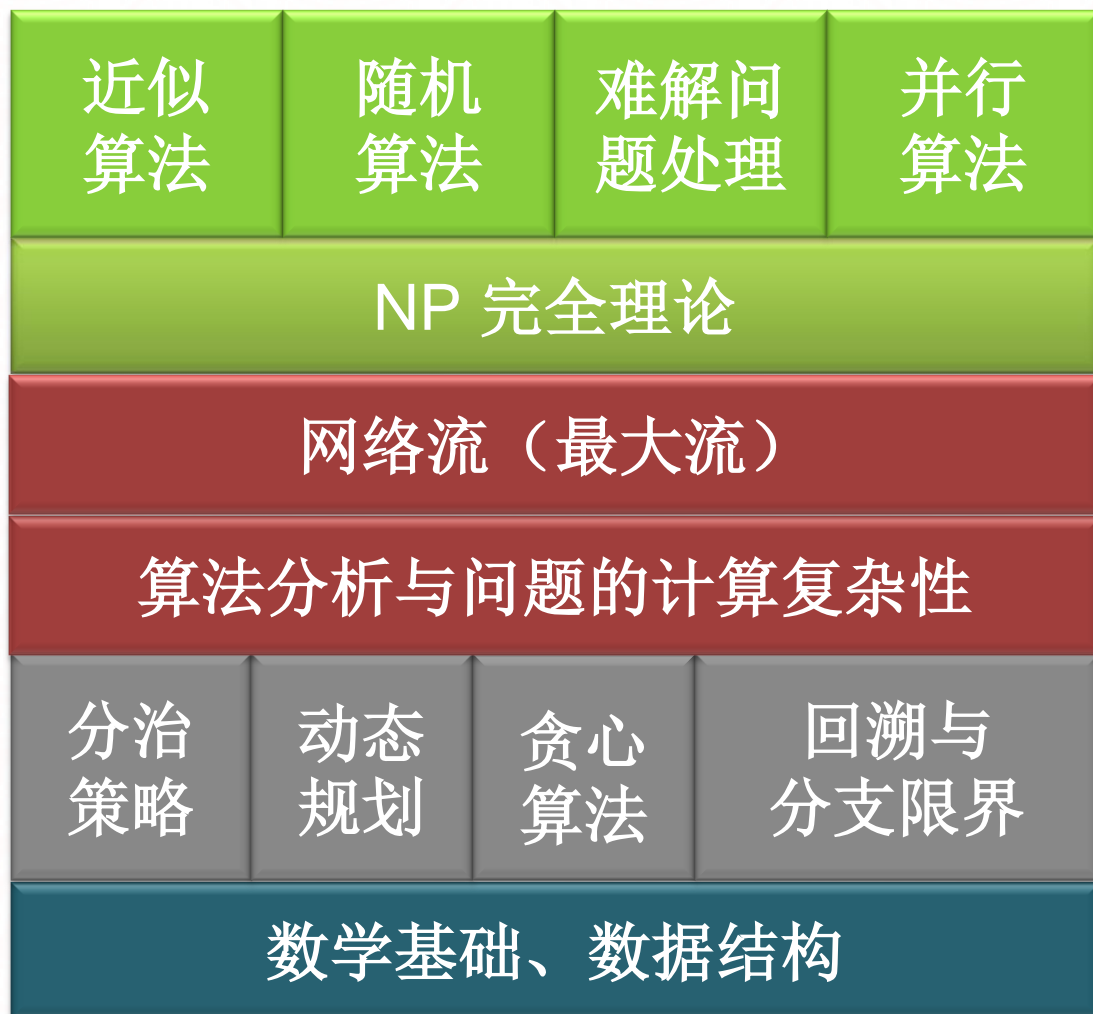 近似
算法
随机
算法
难解问
题处理
并行
算法
NP 完全理论
网络流（最大流）
算法分析与问题的计算复杂性
分治
策略
动态
规划
贪心
算法
回溯与
分支限界
数学基础、数据结构